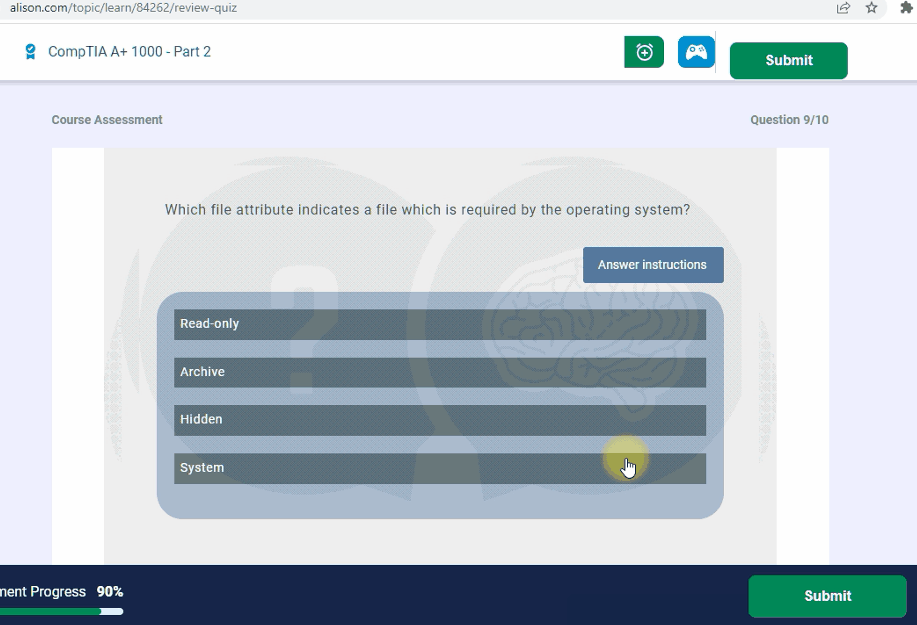 alison.com/topic/learn/84262/review-quiz
CompTIA A+ 1000 - Part 2
Submit
Course Assessment
Question 9/10
Which file attribute indicates a file which is required by the operating system?
Answer instructions
Read-only
Archive
Hidden
System
ment Progress 90%
Submit